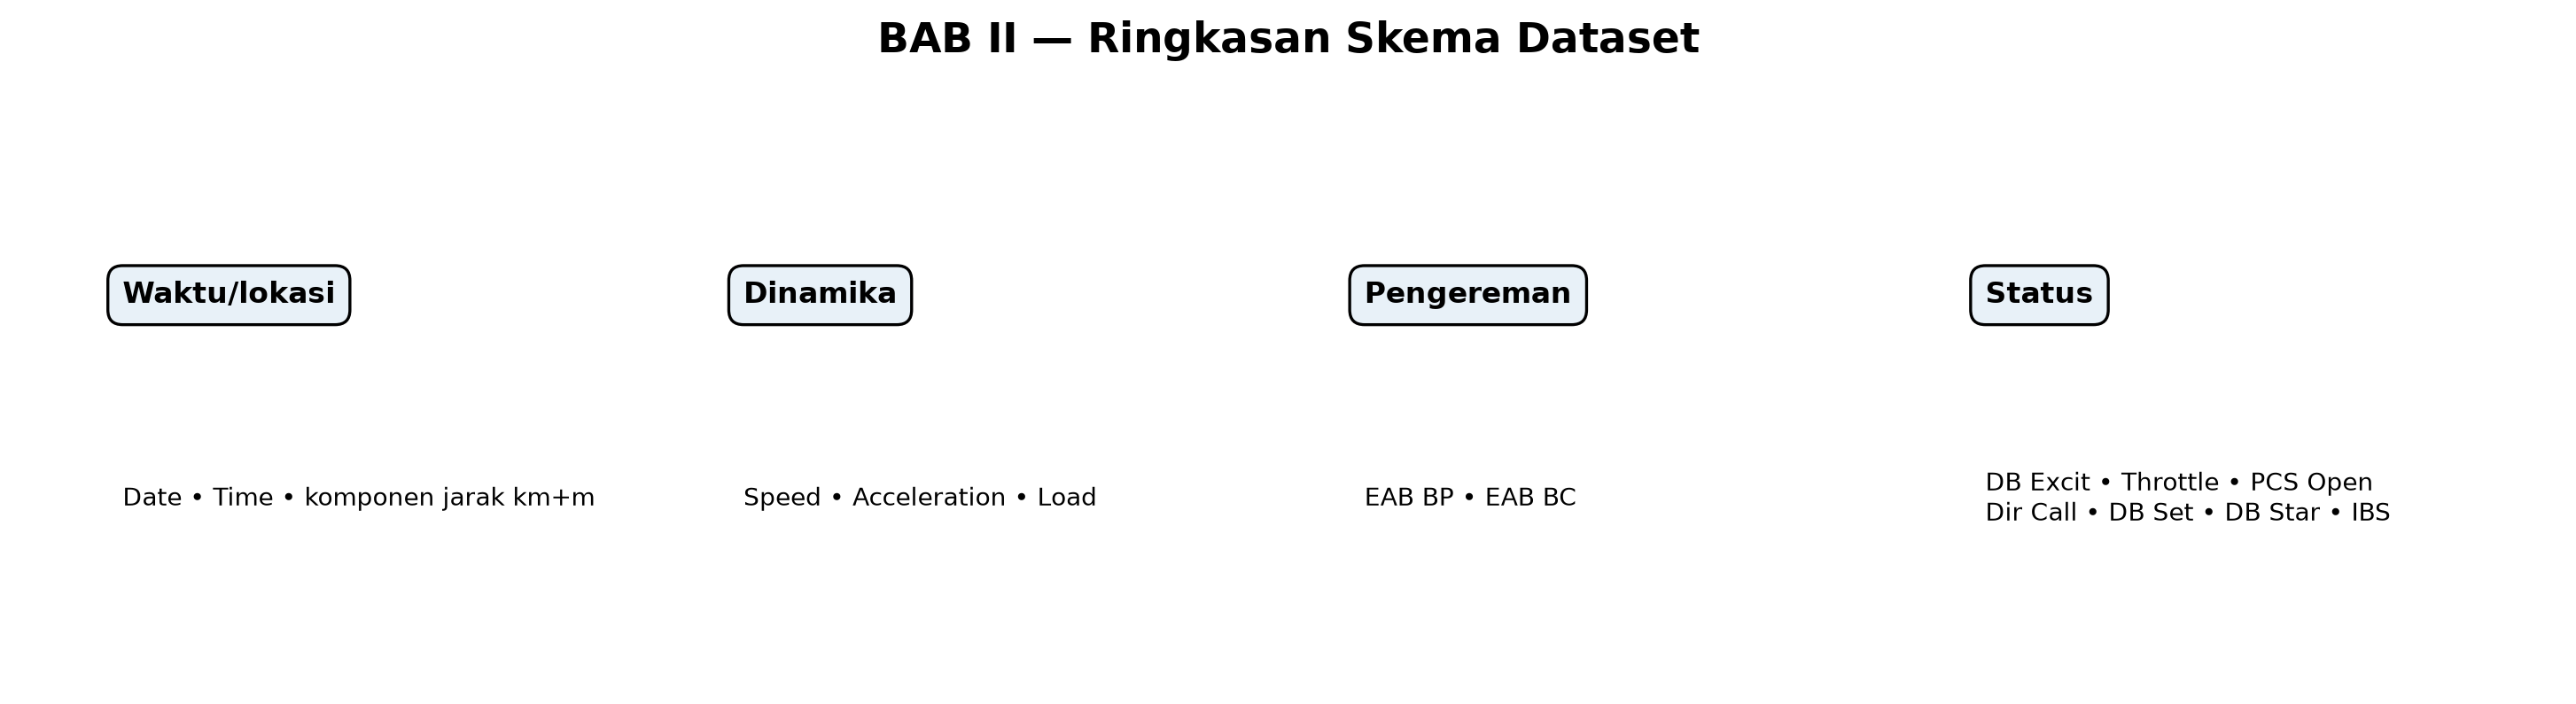 BAB II — Ringkasan Skema Dataset
Waktu/lokasi
Date • Time • komponen jarak km+m
Dinamika
Speed • Acceleration • Load
Pengereman
EAB BP • EAB BC
Status
DB Excit • Throttle • PCS Open
Dir Call • DB Set • DB Star • IBS